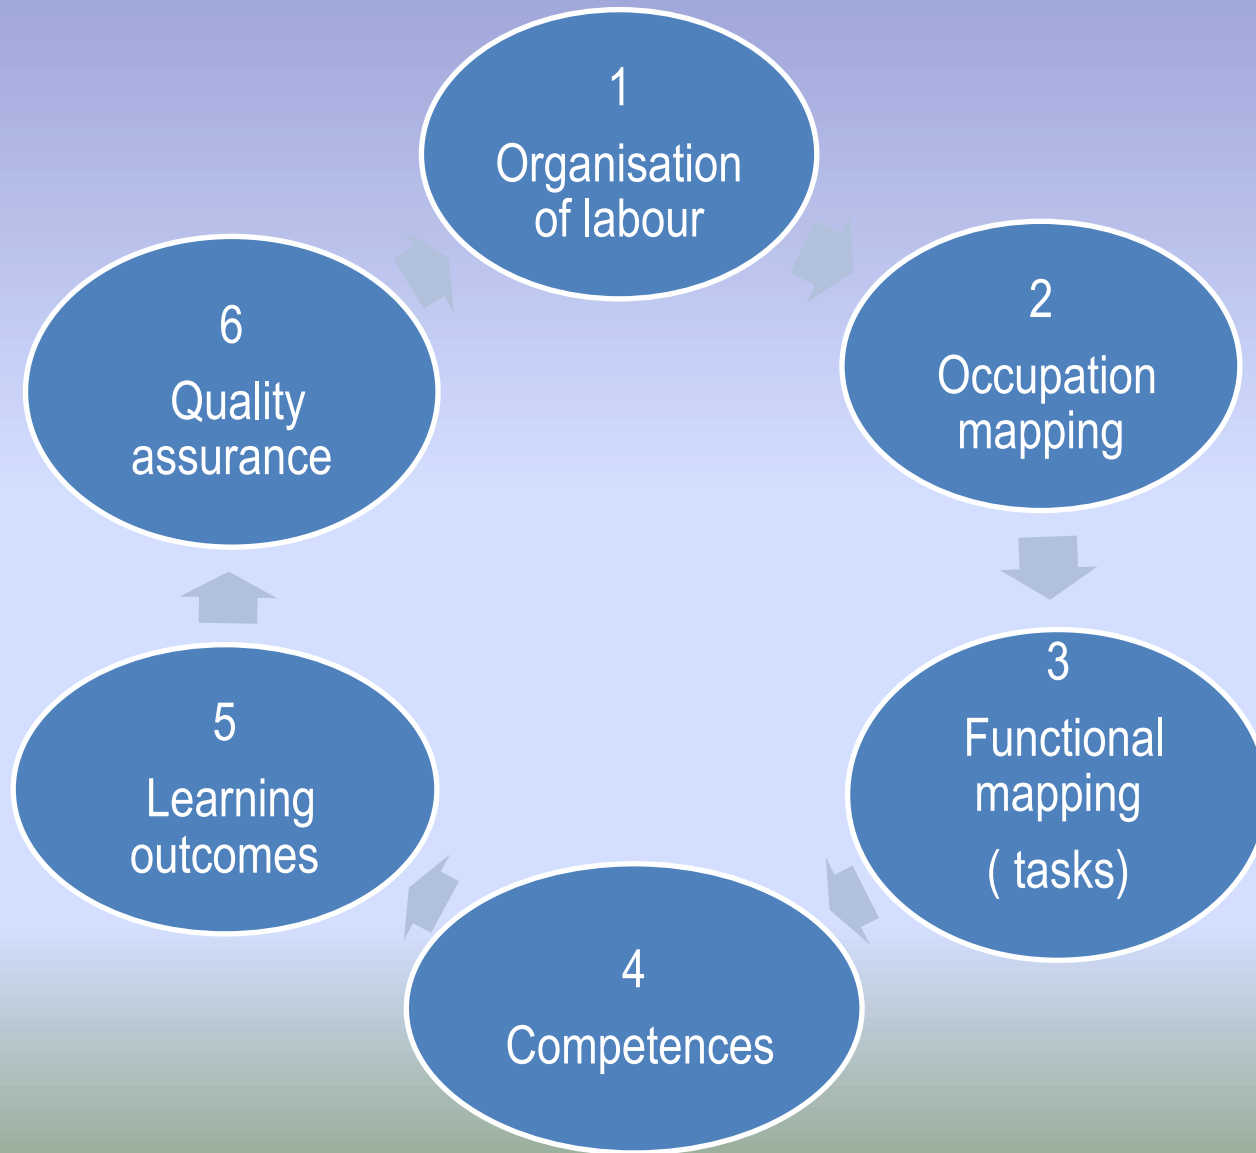 1
Organisation
of labour
2
Occupation
mapping
3
Functional
mapping
( tasks)
4
Competences
5
Learning
outcomes
6
Quality
assurance